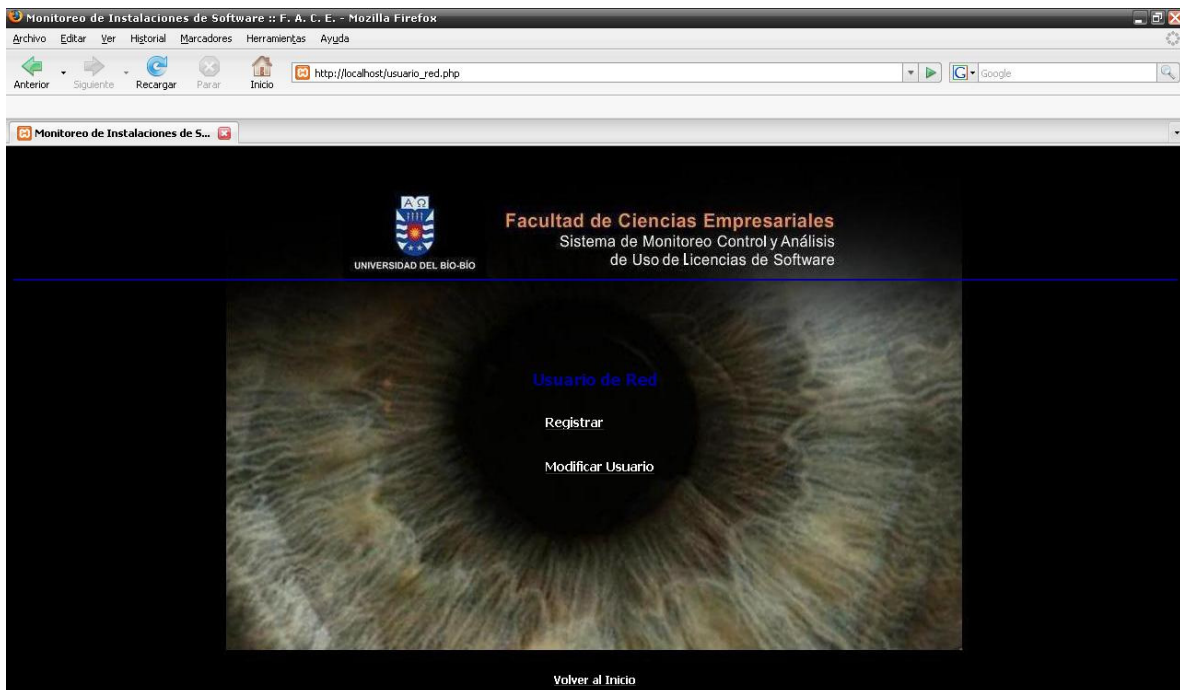 Monitoreo de Instalaciones de Software :: F. A. C. E. - Mozilla Firefox
Archivo Editar Ver Historial Marcadores Herramientas Ayuda
Anterior Siguiente Recargar Parar Inicio http://localhost/usuario_red.php G Google
Monitoreo de Instalaciones de S...
ΑΩ
UNIVERSIDAD DEL BÍO-BÍO
Facultad de Ciencias Empresariales
Sistema de Monitoreo Control y Análisis
de Uso de Licencias de Software
Usuario de Red
Registrar
Modificar Usuario
Volver al Inicio